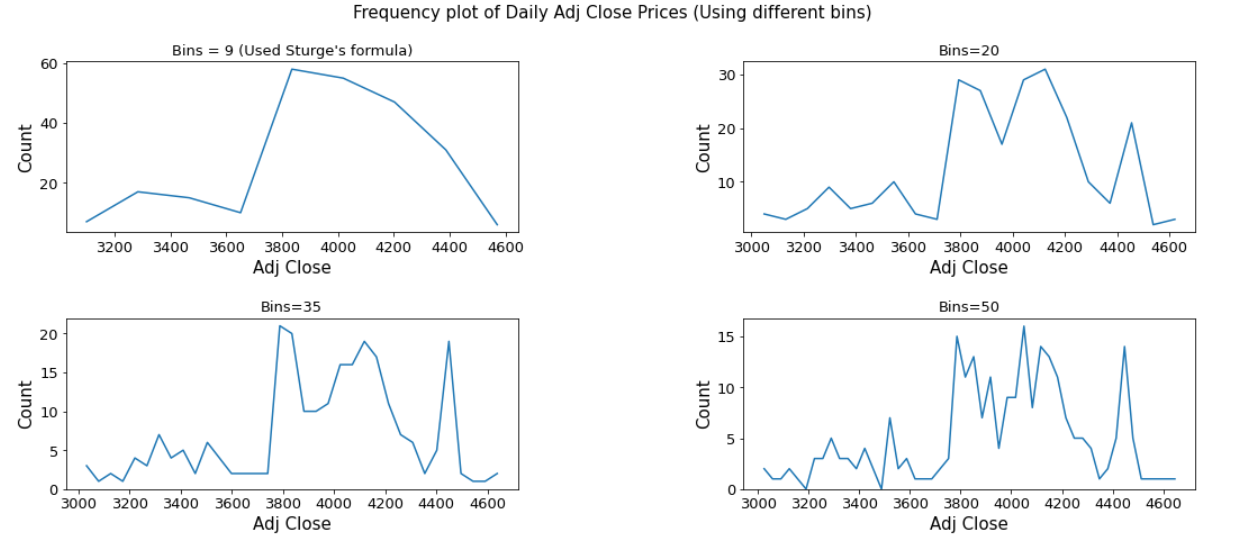 Frequency plot of Daily Adj Close Prices (Using different bins)
Bins = 9 (Used Sturge's formula)
60
40
20
Count
3200 3400 3600 3800 4000 4200 4400 4600
Adj Close
Bins=20
30
20
10
Count
3000 3200 3400 3600 3800 4000 4200 4400 4600
Adj Close
Bins=35
20
15
10
5
0
Count
3000 3200 3400 3600 3800 4000 4200 4400 4600
Adj Close
Bins=50
15
10
5
0
Count
3000 3200 3400 3600 3800 4000 4200 4400 4600
Adj Close